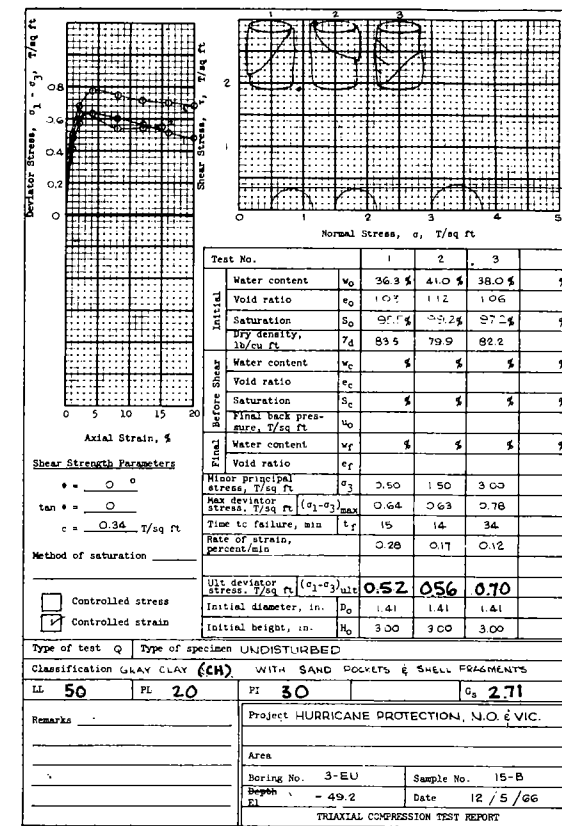 Deviator Stress, σ1 - σ3, T/sq ft
0.8
0.6
0.4
0.2
0
0 5 10 15 20
Axial Strain, %
Shear Stress, τ, T/sq ft
1 2 3
2
1
0 1 2 3 4 5
Normal Stress, σ, T/sq ft
Shear Strength Parameters
φ = 0 °
tan φ = 0
c = 0.34 T/sq ft
Method of saturation
Controlled stress
Controlled strain
Test No. 1 2 3
Initial
Water content w0 36.3 % 41.0 % 38.0 % %
Void ratio e0 1.03 1.12 1.06
Saturation S0 % 99.2% 97.2% %
Dry density, lb/cu ft γd 83.5 79.9 82.2
Before Shear
Water content wc % % % %
Void ratio ec
Saturation Sc % % % %
Final back pressure, T/sq ft u0
Final
Water content wf % % % %
Void ratio ef
Minor principal stress, T/sq ft σ3 0.50 1.50 3.00
Max deviator stress, T/sq ft (σ1-σ3)max 0.64 0.63 0.78
Time to failure, min tf 15 14 34
Rate of strain, percent/min 0.28 0.17 0.12
Ult deviator stress, T/sq ft (σ1-σ3)ult 0.52 0.56 0.70
Initial diameter, in. D0 1.41 1.41 1.41
Initial height, in. H0 3.00 3.00 3.00
Type of test Q Type of specimen UNDISTURBED
Classification GRAY CLAY (CH) WITH SAND POCKETS & SHELL FRAGMENTS
LL 50 PL 20 PI 30 Gs 2.71
Remarks
Project HURRICANE PROTECTION, N.O. & VIC.
Area
Boring No. 3-EU Sample No. 15-B
Depth
El - 49.2 Date 12/5/66
TRIAXIAL COMPRESSION TEST REPORT